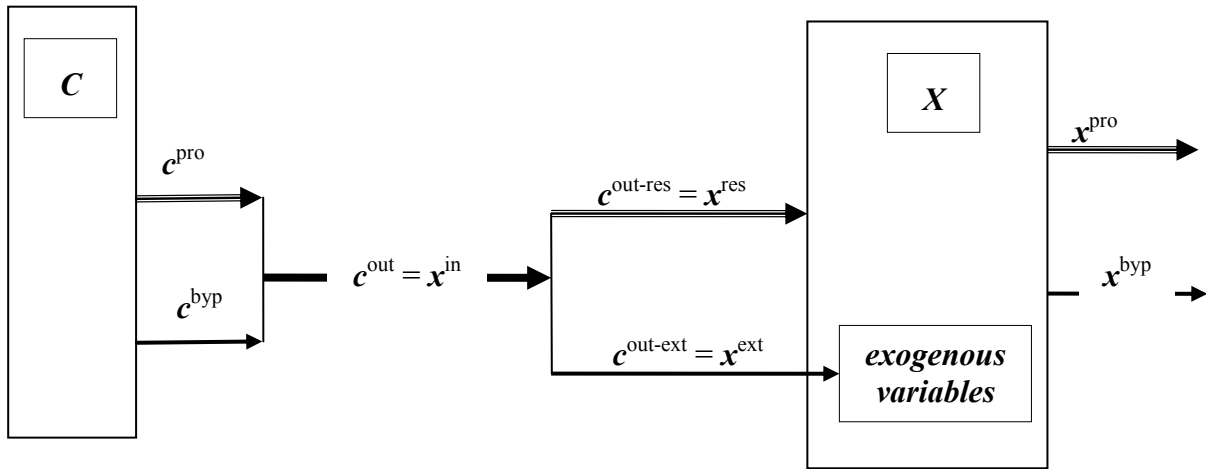 C
X
c^pro
c^byp
c^out = x^in
c^out-res = x^res
c^out-ext = x^ext
x^pro
x^byp
exogenous
variables